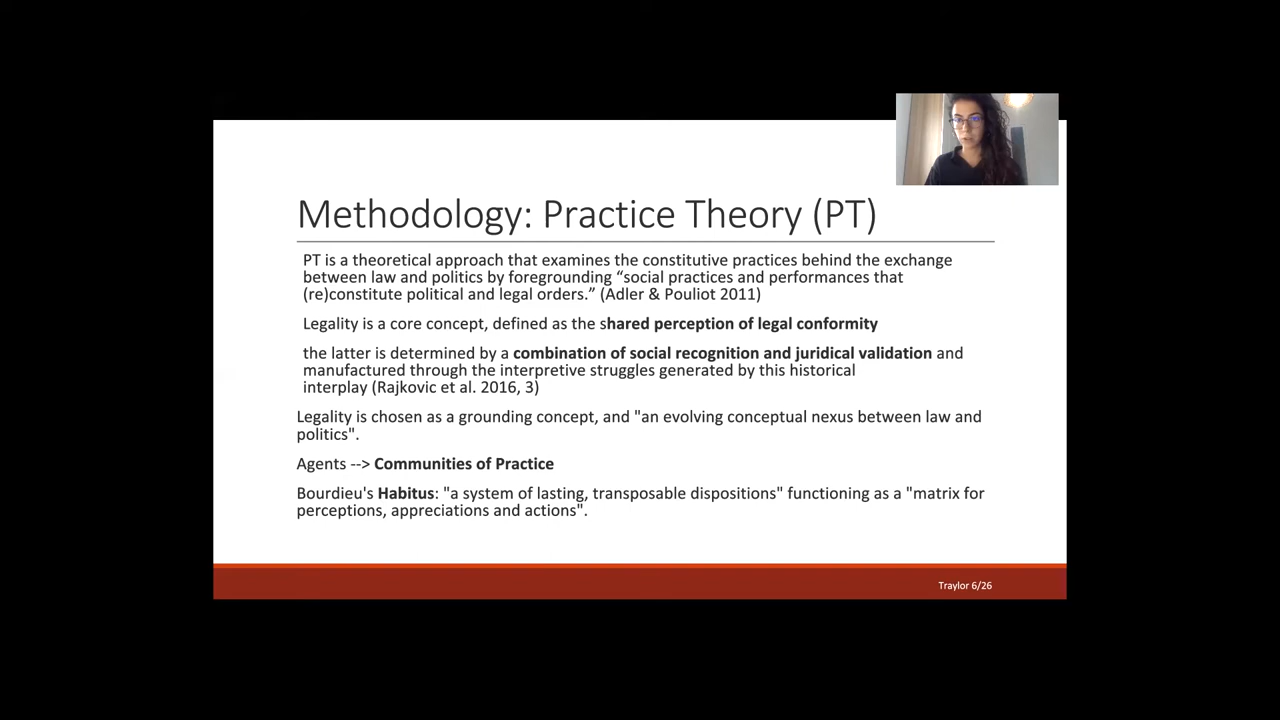 Methodology: Practice Theory (PT)
PT is a theoretical approach that examines the constitutive practices behind the exchange
between law and politics by foregrounding “social practices and performances that
(re)constitute political and legal orders.” (Adler & Pouliot 2011)
Legality is a core concept, defined as the shared perception of legal conformity
the latter is determined by a combination of social recognition and juridical validation and
manufactured through the interpretive struggles generated by this historical
interplay (Rajkovic et al. 2016, 3)
Legality is chosen as a grounding concept, and "an evolving conceptual nexus between law and
politics".
Agents --> Communities of Practice
Bourdieu's Habitus: "a system of lasting, transposable dispositions" functioning as a "matrix for
perceptions, appreciations and actions".
Traylor 6/26